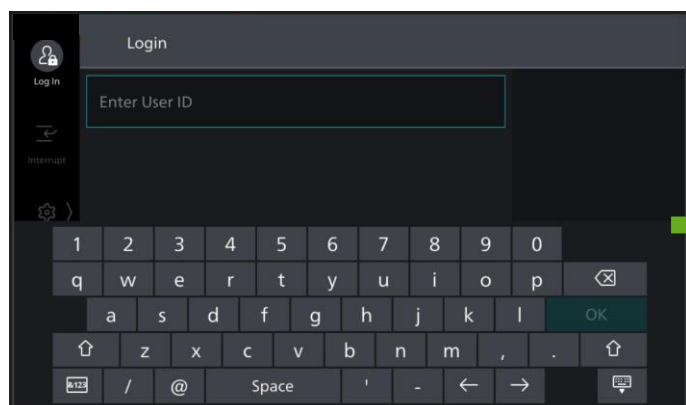 Login
Log In
Enter User ID
Interrupt
1 2 3 4 5 6 7 8 9 0
q w e r t y u i o p
a s d f g h j k l OK
z x c v b n m , .
&123 / @ Space ' - ← →